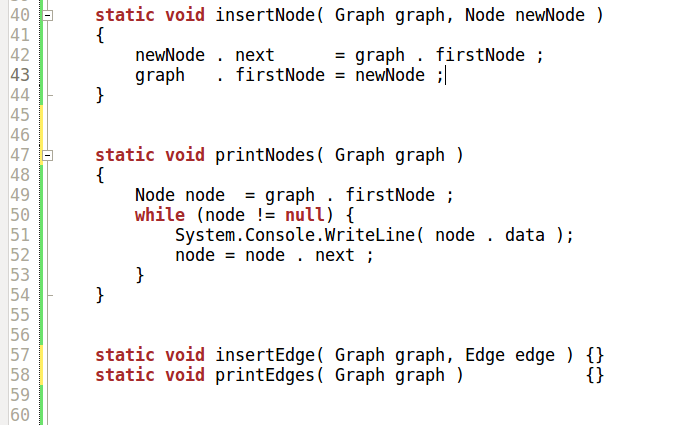 40     static void insertNode( Graph graph, Node newNode )
41     {
42         newNode . next      = graph . firstNode ;
43         graph   . firstNode = newNode ;
44     }
45
46
47     static void printNodes( Graph graph )
48     {
49         Node node  = graph . firstNode ;
50         while (node != null) {
51             System.Console.WriteLine( node . data );
52             node = node . next ;
53         }
54     }
55
56
57     static void insertEdge( Graph graph, Edge edge ) {}
58     static void printEdges( Graph graph )            {}
59
60